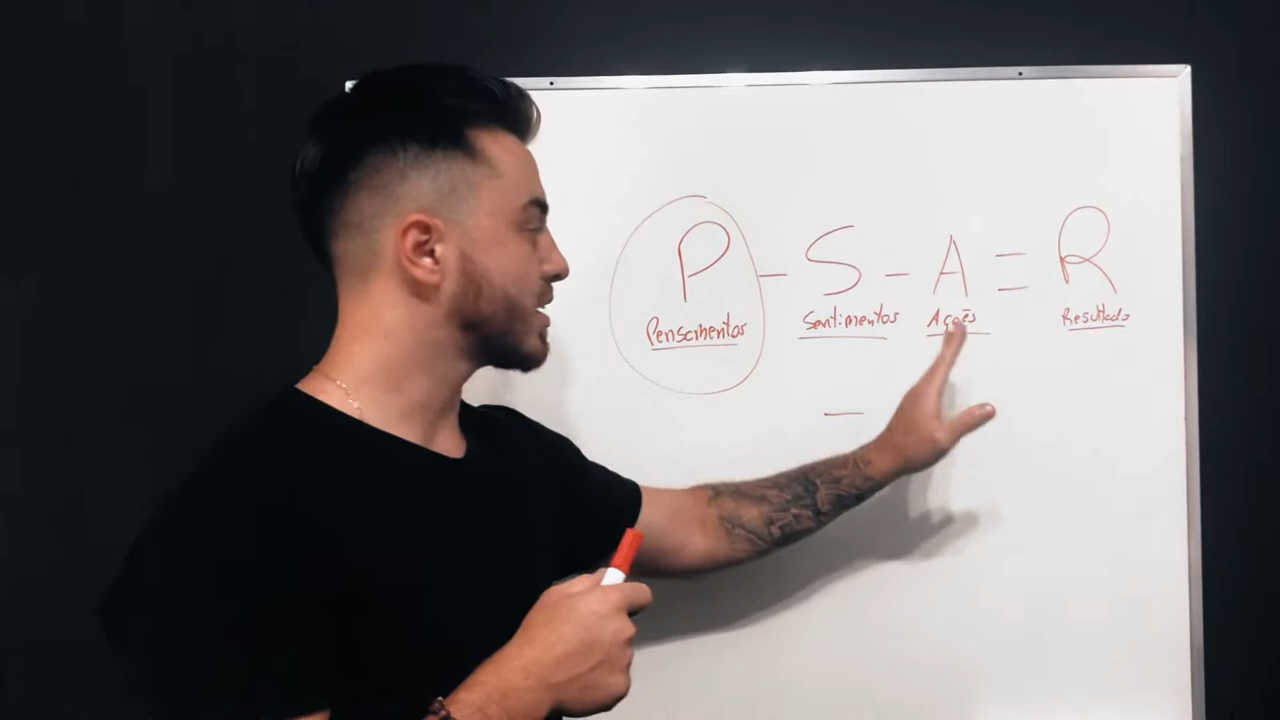 P - S - A = R
Pensamentos Sentimentos Ações Resultado